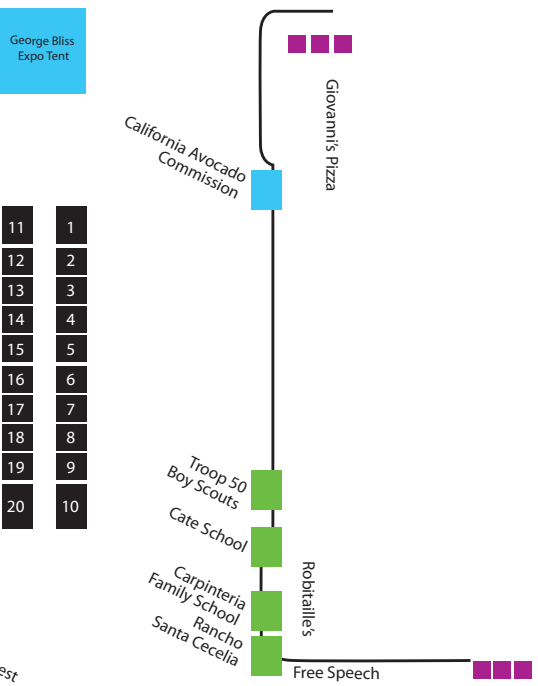 George Bliss
Expo Tent
Giovanni's Pizza
California Avocado
Commission
11 1
12 2
13 3
14 4
15 5
16 6
17 7
18 8
19 9
20 10
Troop 50
Boy Scouts
Cate School
Carpinteria
Family School
Robitaille's
Rancho
Santa Cecelia
Free Speech